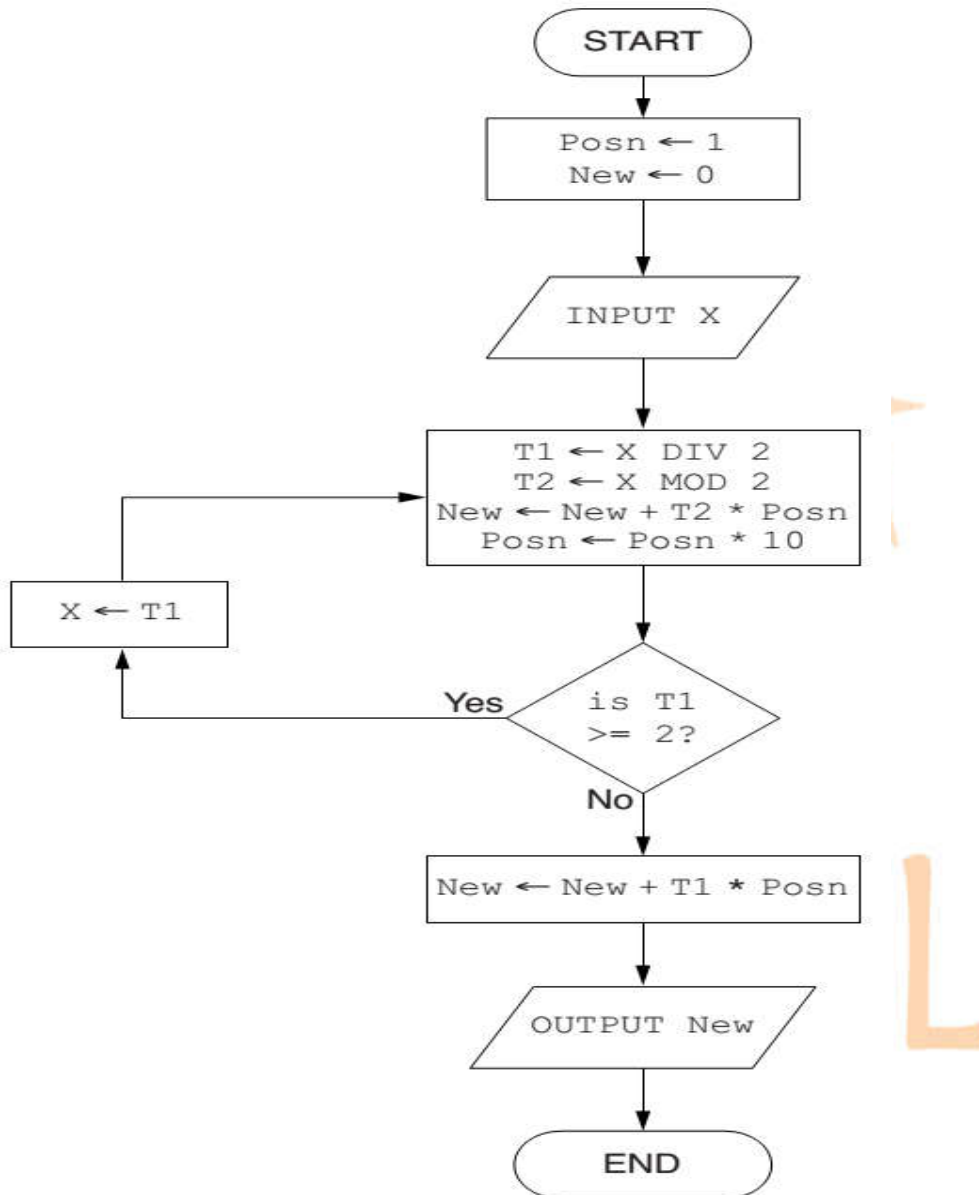 START
Posn ← 1
New ← 0
INPUT X
T1 ← X DIV 2
T2 ← X MOD 2
New ← New + T2 * Posn
Posn ← Posn * 10
X ← T1
Yes
is T1
>= 2?
No
New ← New + T1 * Posn
OUTPUT New
END